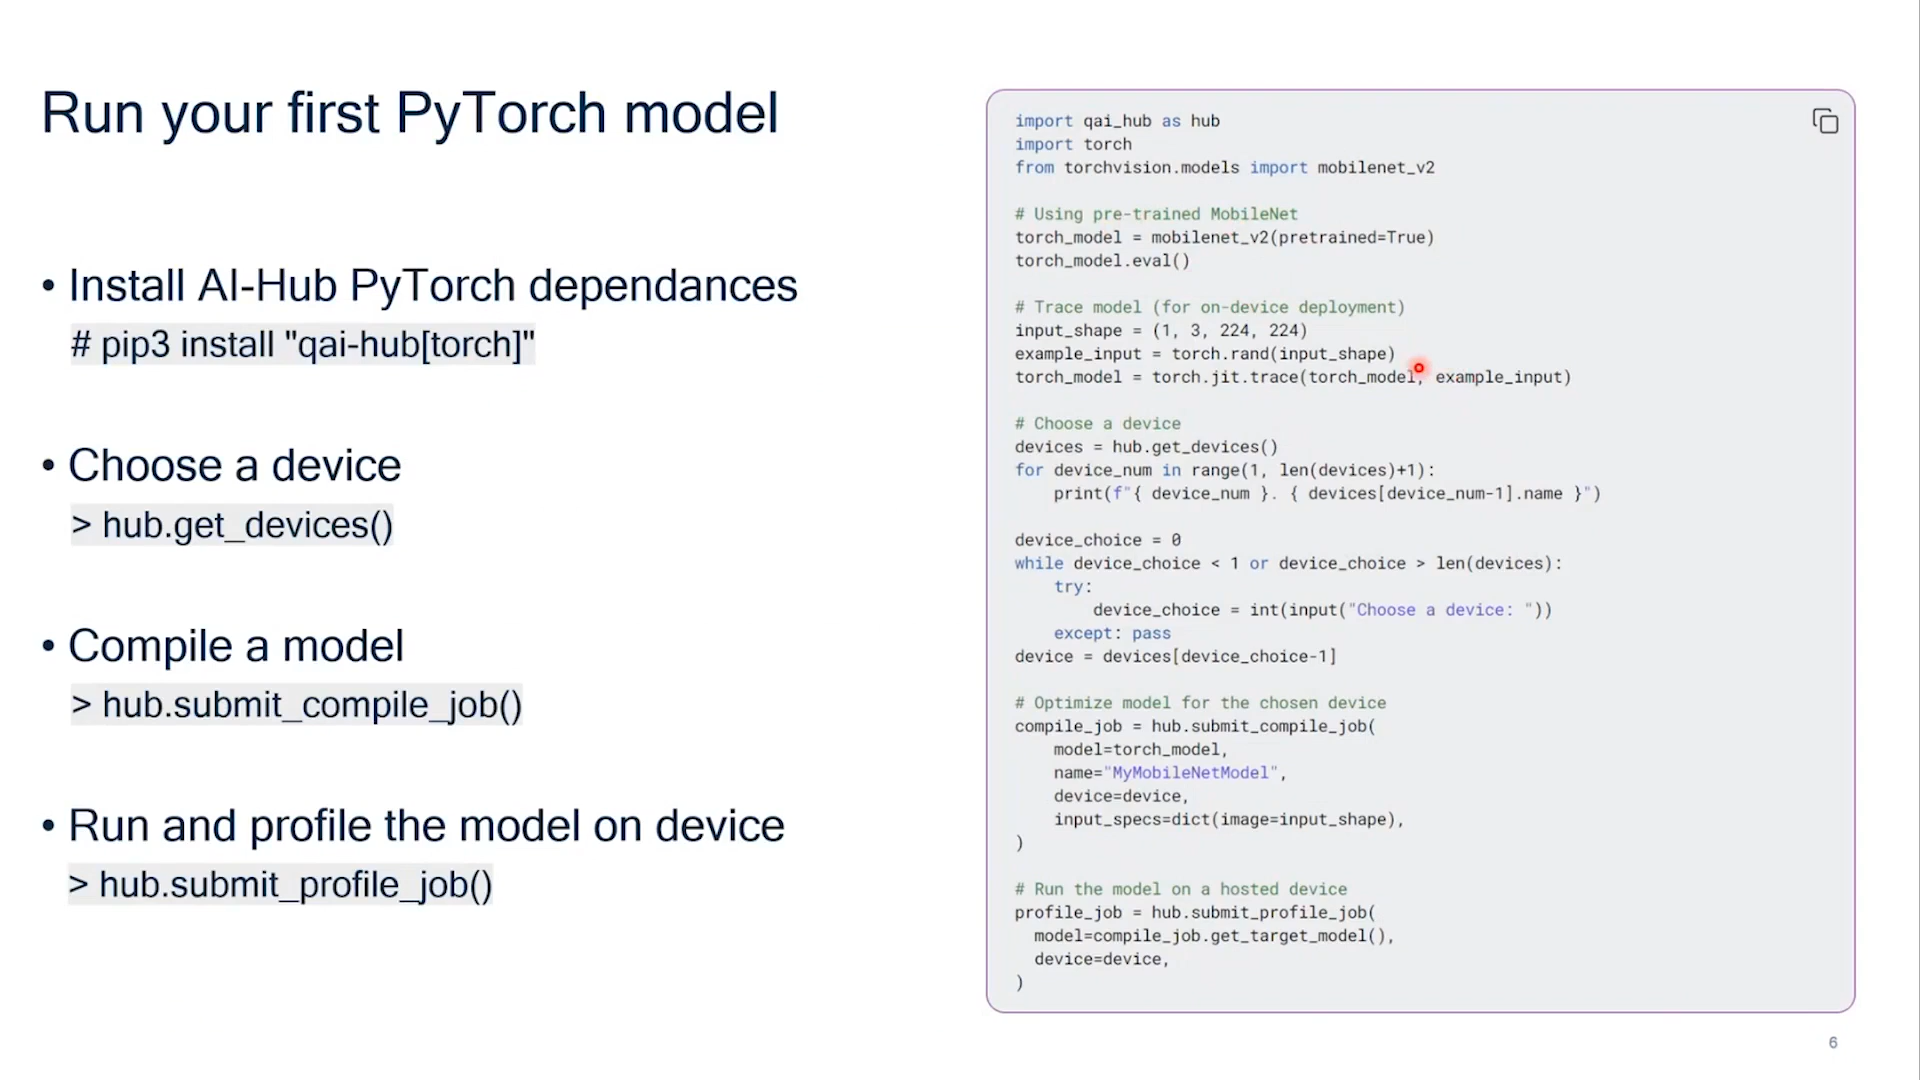 Run your first PyTorch model
• Install AI-Hub PyTorch dependances
# pip3 install "qai-hub[torch]"
• Choose a device
> hub.get_devices()
• Compile a model
> hub.submit_compile_job()
• Run and profile the model on device
> hub.submit_profile_job()
import qai_hub as hub
import torch
from torchvision.models import mobilenet_v2
# Using pre-trained MobileNet
torch_model = mobilenet_v2(pretrained=True)
torch_model.eval()
# Trace model (for on-device deployment)
input_shape = (1, 3, 224, 224)
example_input = torch.rand(input_shape)
torch_model = torch.jit.trace(torch_model, example_input)
# Choose a device
devices = hub.get_devices()
for device_num in range(1, len(devices)+1):
    print(f"{ device_num }. { devices[device_num-1].name }")
device_choice = 0
while device_choice < 1 or device_choice > len(devices):
    try:
        device_choice = int(input("Choose a device: "))
    except: pass
device = devices[device_choice-1]
# Optimize model for the chosen device
compile_job = hub.submit_compile_job(
    model=torch_model,
    name="MyMobileNetModel",
    device=device,
    input_specs=dict(image=input_shape),
)
# Run the model on a hosted device
profile_job = hub.submit_profile_job(
  model=compile_job.get_target_model(),
  device=device,
)
6